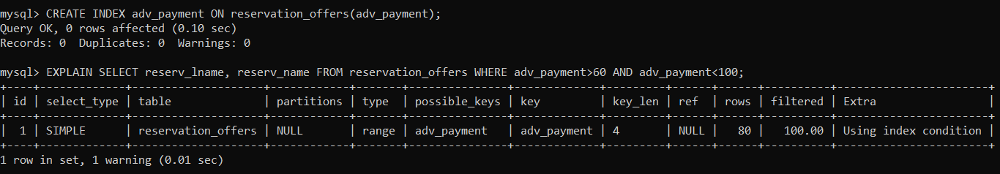 mysql> CREATE INDEX adv_payment ON reservation_offers(adv_payment);
Query OK, 0 rows affected (0.10 sec)
Records: 0  Duplicates: 0  Warnings: 0

mysql> EXPLAIN SELECT reserv_lname, reserv_name FROM reservation_offers WHERE adv_payment>60 AND adv_payment<100;
+----+-------------+--------------------+------------+-------+---------------+-------------+---------+------+------+----------+-----------------------+
| id | select_type | table              | partitions | type  | possible_keys | key         | key_len | ref  | rows | filtered | Extra                 |
+----+-------------+--------------------+------------+-------+---------------+-------------+---------+------+------+----------+-----------------------+
|  1 | SIMPLE      | reservation_offers | NULL       | range | adv_payment   | adv_payment | 4       | NULL |   80 |   100.00 | Using index condition |
+----+-------------+--------------------+------------+-------+---------------+-------------+---------+------+------+----------+-----------------------+
1 row in set, 1 warning (0.01 sec)